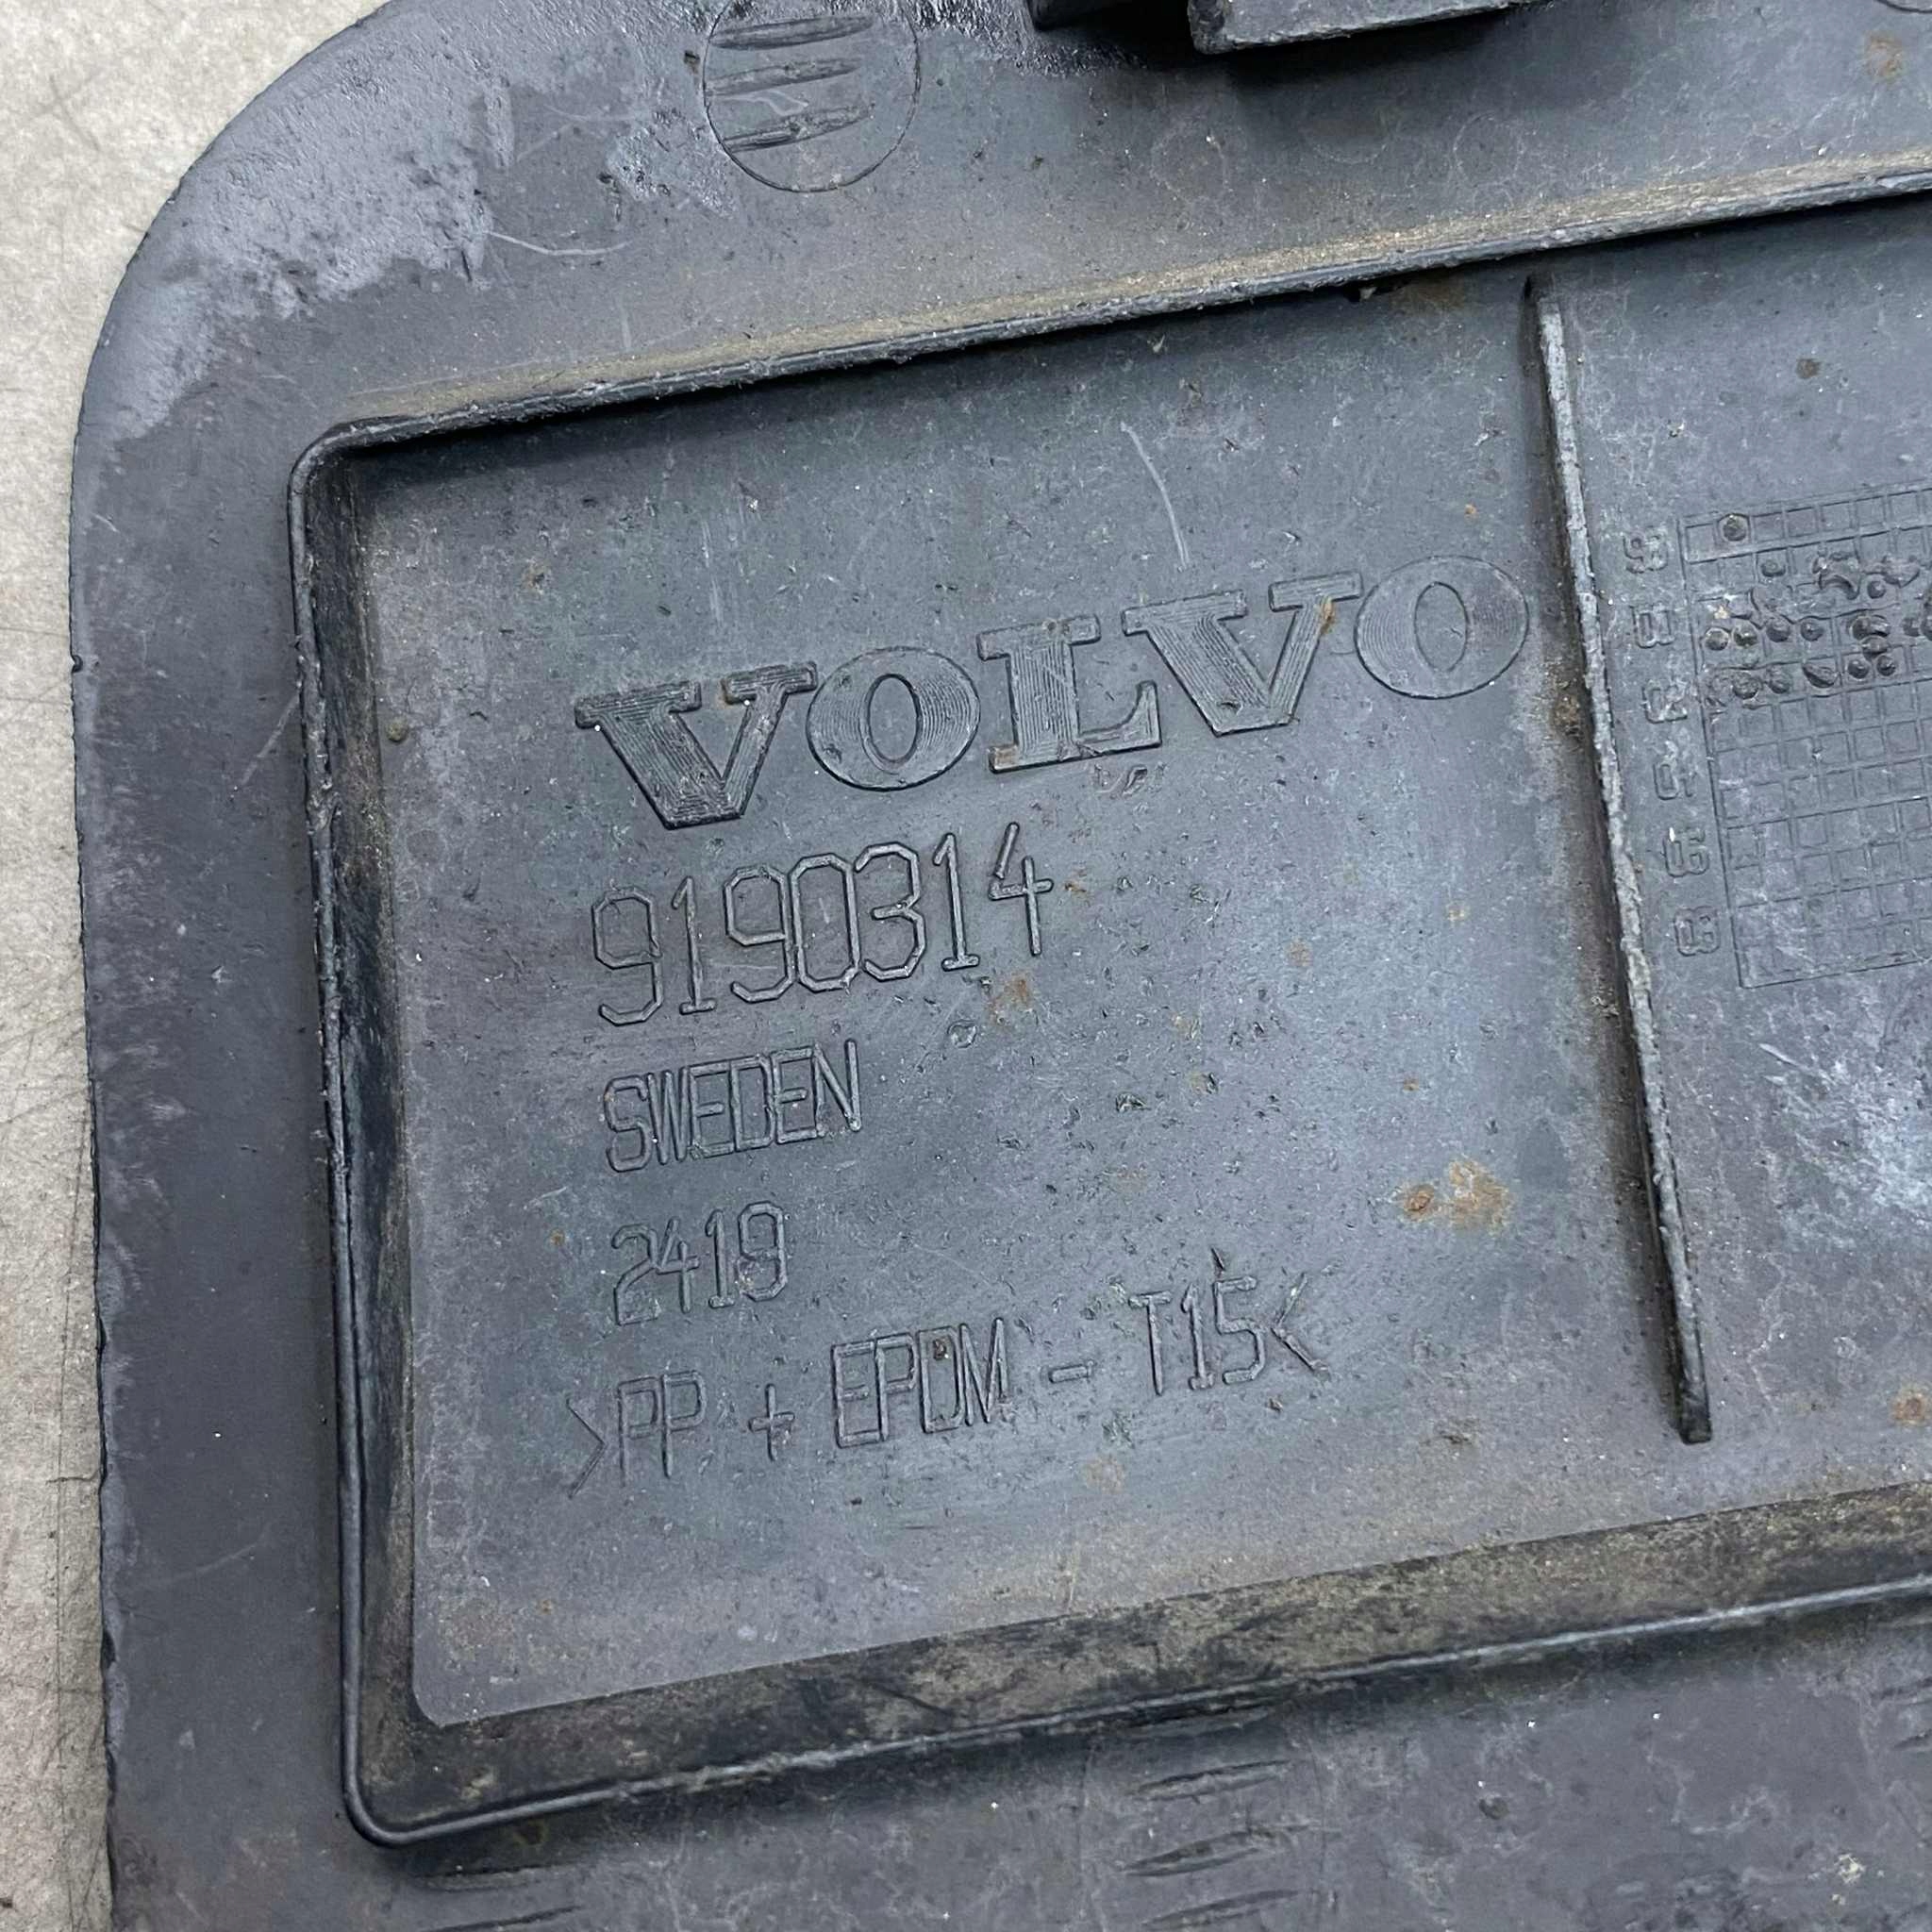 VOLVO
9190314
SWEDEN
2419
>PP + EPDM - T15<